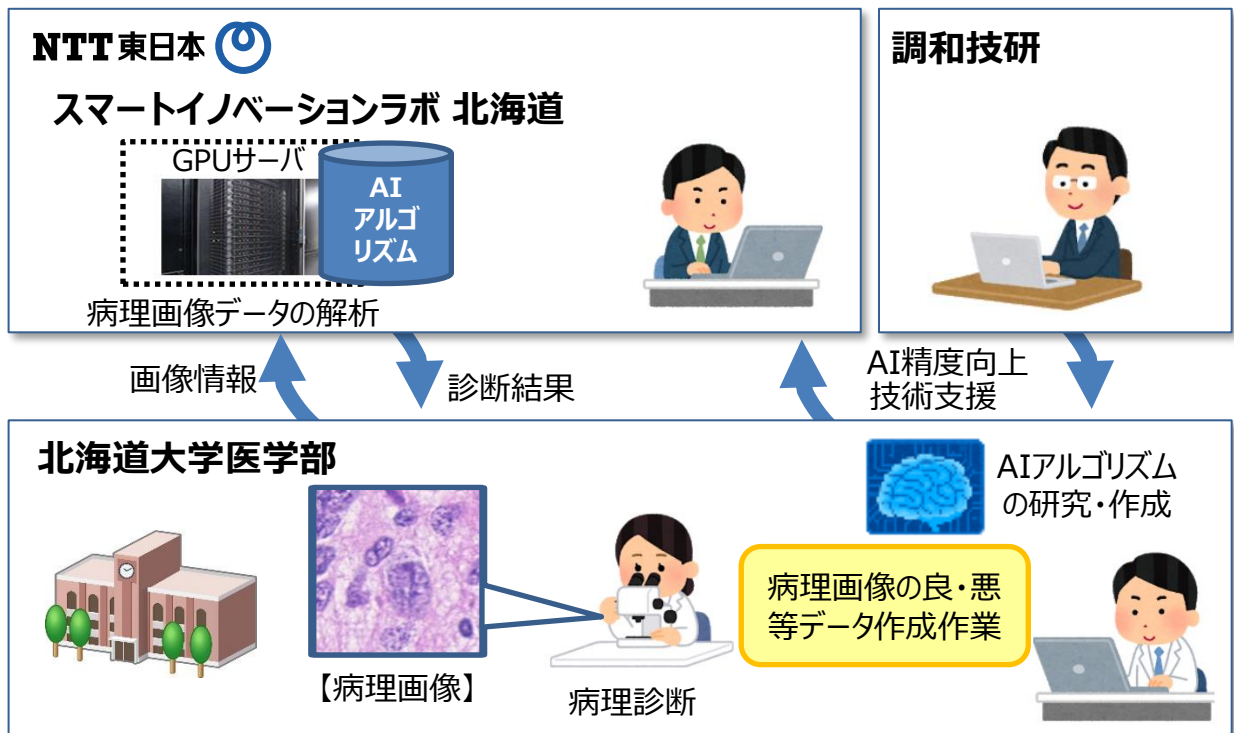 NTT東日本
スマートイノベーションラボ 北海道
GPUサーバ
AI
アルゴ
リズム
病理画像データの解析
調和技研
画像情報
診断結果
AI精度向上
技術支援
北海道大学医学部
AIアルゴリズム
の研究・作成
病理画像の良・悪
等データ作成作業
【病理画像】
病理診断